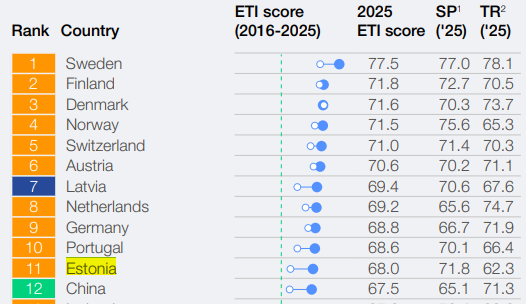 ETI score 2025 SP¹ TR²
Rank Country (2016-2025) ETI score ('25) ('25)
1 Sweden 77.5 77.0 78.1
2 Finland 71.8 72.7 70.5
3 Denmark 71.6 70.3 73.7
4 Norway 71.5 75.6 65.3
5 Switzerland 71.0 71.4 70.3
6 Austria 70.6 70.2 71.1
7 Latvia 69.4 70.6 67.6
8 Netherlands 69.2 65.6 74.7
9 Germany 68.8 66.7 71.9
10 Portugal 68.6 70.1 66.4
11 Estonia 68.0 71.8 62.3
12 China 67.5 65.1 71.3